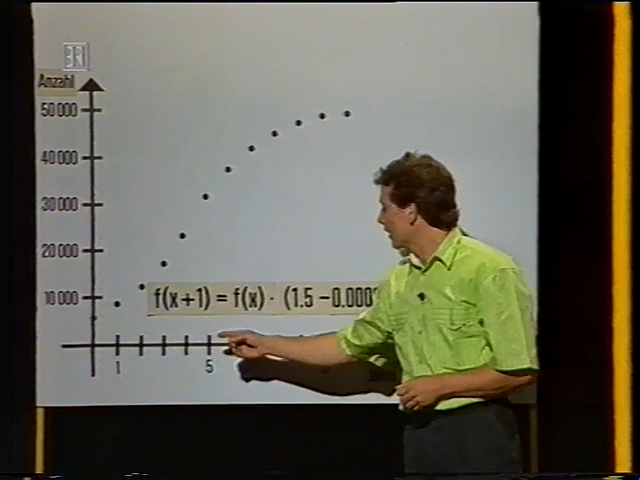 BR
Anzahl
50 000
40 000
30 000
20 000
10 000
f(x+1) = f(x) · (1.5 – 0.000
1
5